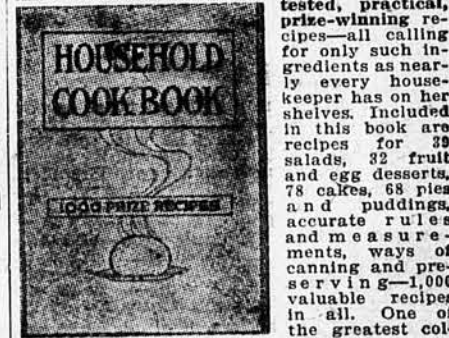 HOUSEHOLD
COOK BOOK
1000 PRIZE RECIPES
tested, practical,
prize-winning re-
cipes—all calling
for only such in-
gredients as near-
ly every house-
keeper has on her
shelves. Included
in this book are
recipes for 39
salads, 32 fruit
and egg desserts,
78 cakes, 68 pies
and puddings,
accurate rules
and measure-
ments, ways of
canning and pre-
serving—1,000
valuable recipes
in all. One of
the greatest col-